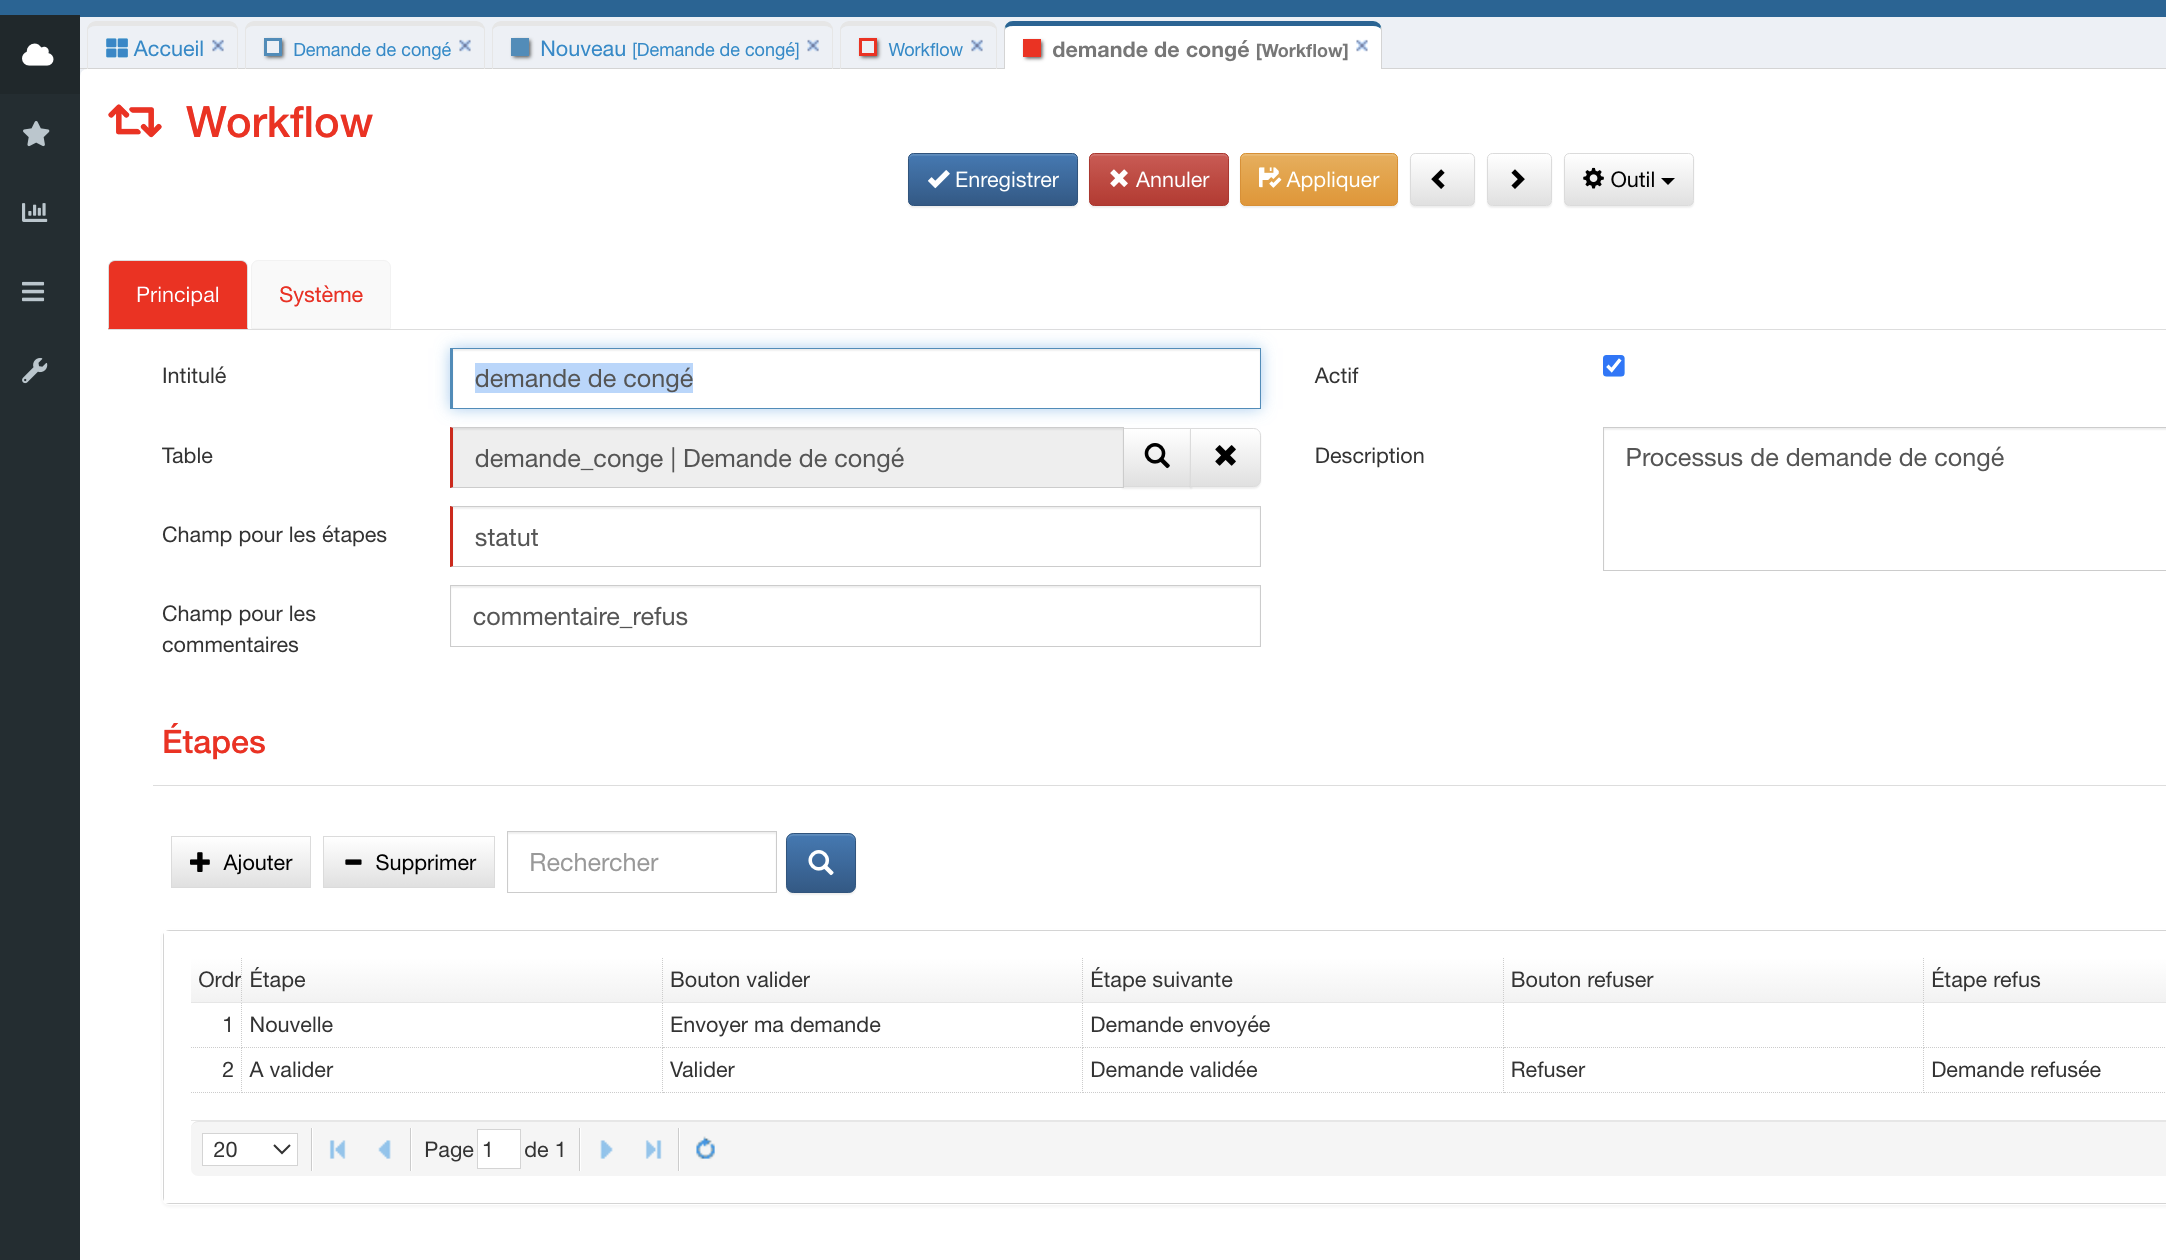 Accueil
Demande de congé
Nouveau [Demande de congé]
Workflow
demande de congé [Workflow]
Workflow
Enregistrer
Annuler
Appliquer
Outil
Principal
Système
Intitulé
demande de congé
Actif
Table
demande_conge | Demande de congé
Description
Processus de demande de congé
Champ pour les étapes
statut
Champ pour les
commentaires
commentaire_refus
Étapes
Ajouter
Supprimer
Rechercher
Ordr Étape Bouton valider Étape suivante Bouton refuser Étape refus
1 Nouvelle Envoyer ma demande Demande envoyée
2 A valider Valider Demande validée Refuser Demande refusée
20 Page 1 de 1